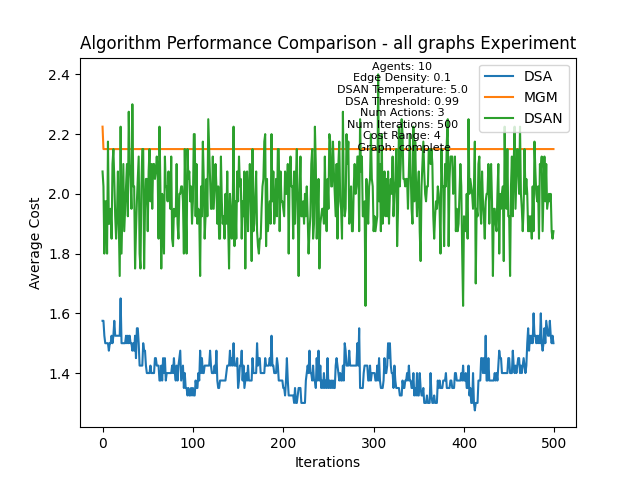 Algorithm Performance Comparison - all graphs Experiment
Agents: 10
Edge Density: 0.1
DSAN Temperature: 5.0
DSA Threshold: 0.99
Num Actions: 3
Num Iterations: 500
Cost Range: 4
Graph: complete
DSA
MGM
DSAN
Average Cost
2.4
2.2
2.0
1.8
1.6
1.4
0
100
200
300
400
500
Iterations